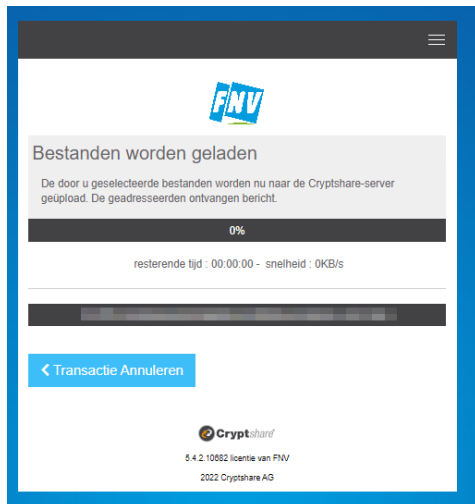 FNV
Bestanden worden geladen
De door u geselecteerde bestanden worden nu naar de Cryptshare-server
geüpload. De geadresseerden ontvangen bericht.
0%
resterende tijd : 00:00:00 - snelheid : 0KB/s
Transactie Annuleren
Cryptshare
5.4.2.10682 licentie van FNV
2022 Cryptshare AG